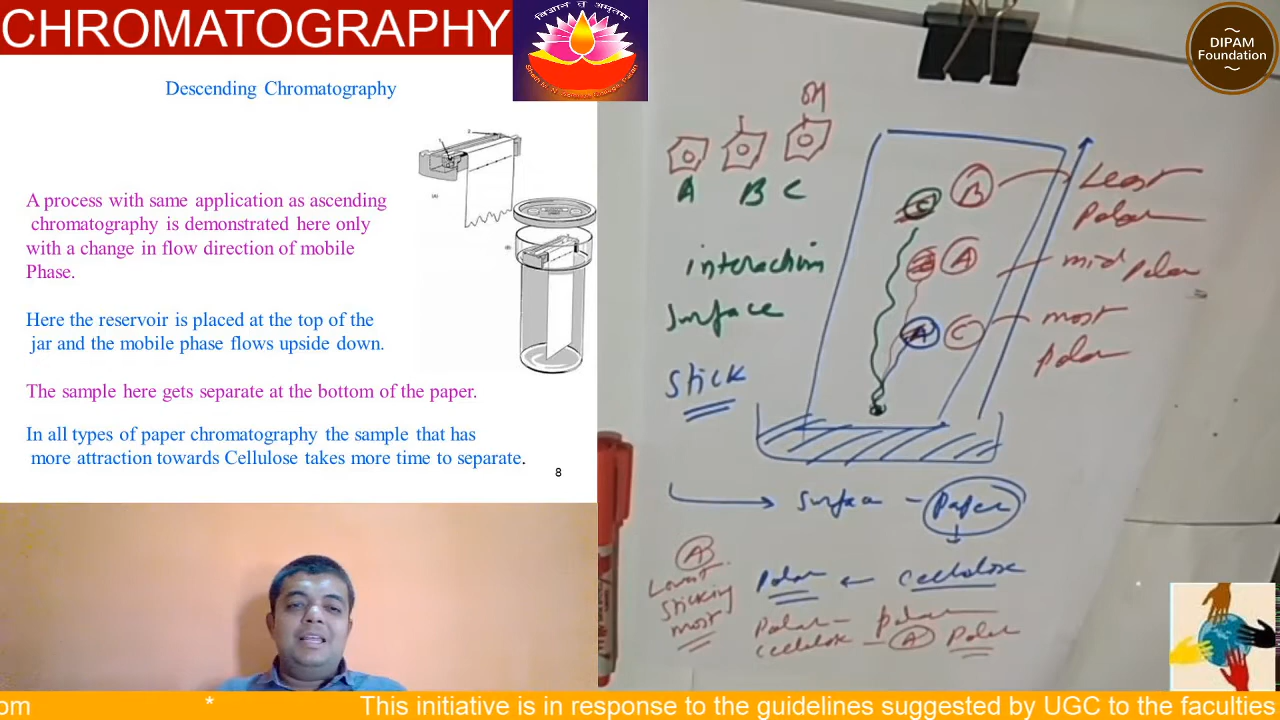 CHROMATOGRAPHY
विज्ञानं तु अमृतम्
DIPAM
Foundation
Descending Chromatography
A process with same application as ascending
chromatography is demonstrated here only
with a change in flow direction of mobile
Phase.
Here the reservoir is placed at the top of the
jar and the mobile phase flows upside down.
The sample here gets separate at the bottom of the paper.
In all types of paper chromatography the sample that has
more attraction towards Cellulose takes more time to separate.
8
OH
A B C
interaction
surface
stick
C B Least
polar
A mid polar
A C most
polar
surface - Paper
Polar ← cellulose
A
Lowest
sticking
most
Polar - polar
cellulose - A Polar
om * This initiative is in response to the guidelines suggested by UGC to the faculties